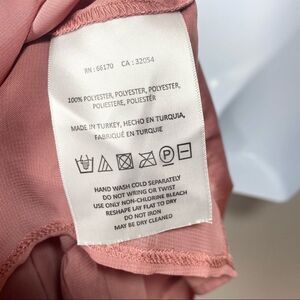 RN: 66170 CA: 32054
100% POLYESTER, POLYESTER, POLYESTER,
POLIESTERE, POLIÉSTER
MADE IN TURKEY, HECHO EN TURQUIA,
FABRIQUÉ EN TURQUIE
P
HAND WASH COLD SEPARATELY
DO NOT WRING OR TWIST
USE ONLY NON-CHLORINE BLEACH
RESHAPE LAY FLAT TO DRY
DO NOT IRON
MAY BE DRY CLEANED